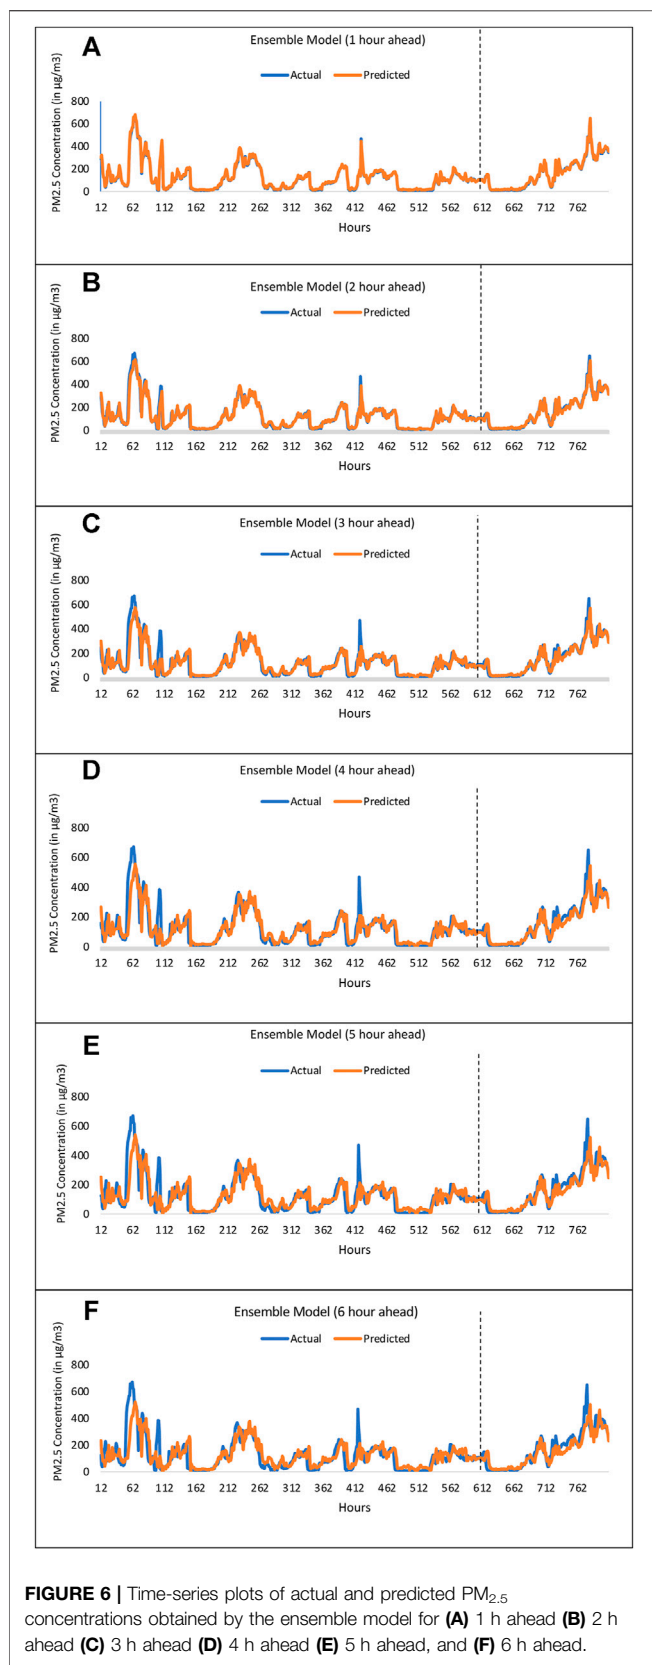 A
Ensemble Model (1 hour ahead)
Actual Predicted
PM2.5 Concentration (in µg/m3)
800
600
400
200
0
12 62 112 162 212 262 312 362 412 462 512 562 612 662 712 762
Hours
B
Ensemble Model (2 hour ahead)
Actual Predicted
PM2.5 Concentration (in µg/m3)
800
600
400
200
0
12 62 112 162 212 262 312 362 412 462 512 562 612 662 712 762
Hours
C
Ensemble Model (3 hour ahead)
Actual Predicted
PM2.5 Concentration (in µg/m3)
800
600
400
200
0
12 62 112 162 212 262 312 362 412 462 512 562 612 662 712 762
Hours
D
Ensemble Model (4 hour ahead)
Actual Predicted
PM2.5 Concentration (in µg/m3)
800
600
400
200
0
12 62 112 162 212 262 312 362 412 462 512 562 612 662 712 762
Hours
E
Ensemble Model (5 hour ahead)
Actual Predicted
PM2.5 Concentration (in µg/m3)
800
600
400
200
0
12 62 112 162 212 262 312 362 412 462 512 562 612 662 712 762
Hours
F
Ensemble Model (6 hour ahead)
Actual Predicted
PM2.5 Concentration (in µg/m3)
800
600
400
200
0
12 62 112 162 212 262 312 362 412 462 512 562 612 662 712 762
Hours
FIGURE 6 | Time-series plots of actual and predicted PM2.5
concentrations obtained by the ensemble model for (A) 1 h ahead (B) 2 h
ahead (C) 3 h ahead (D) 4 h ahead (E) 5 h ahead, and (F) 6 h ahead.